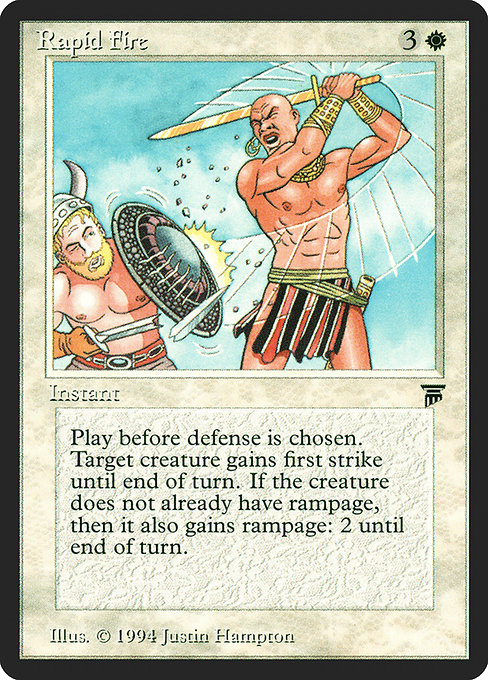 Rapid Fire 3
Instant
Play before defense is chosen.
Target creature gains first strike
until end of turn. If the creature
does not already have rampage,
then it also gains rampage: 2 until
end of turn.
Illus. © 1994 Justin Hampton